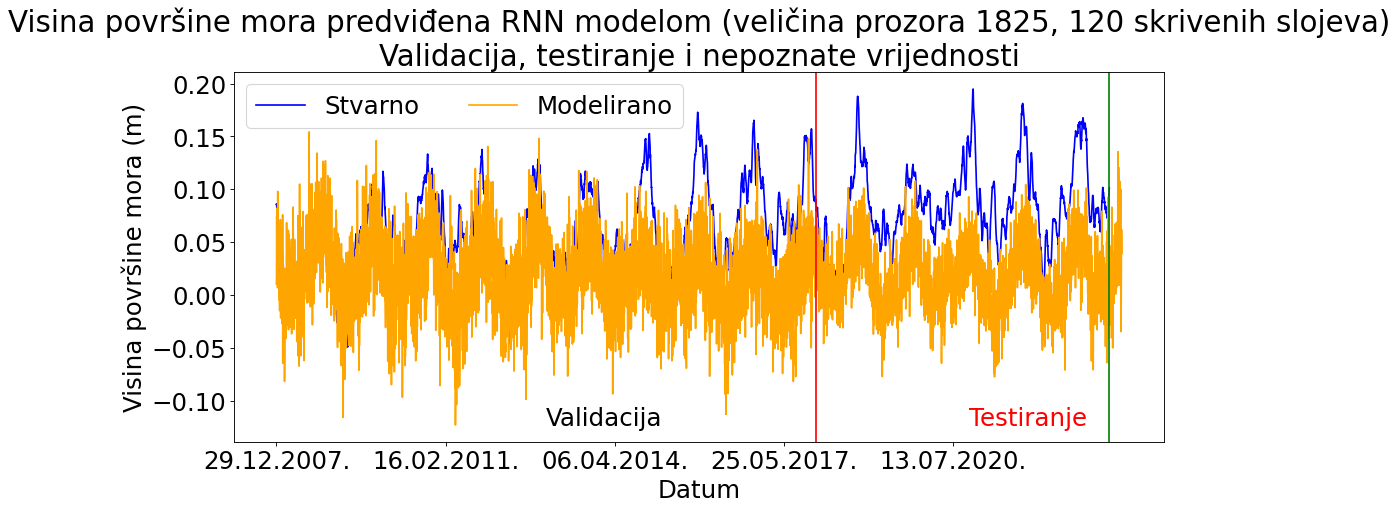 Visina površine mora predviđena RNN modelom (veličina prozora 1825, 120 skrivenih slojeva)
Validacija, testiranje i nepoznate vrijednosti
Stvarno
Modelirano
Visina površine mora (m)
0.20
0.15
0.10
0.05
0.00
−0.05
−0.10
Validacija
Testiranje
29.12.2007.
16.02.2011.
06.04.2014.
25.05.2017.
13.07.2020.
Datum